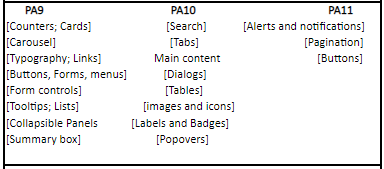 PA9 PA10 PA11
[Counters; Cards] [Search] [Alerts and notifications]
[Carousel] [Tabs] [Pagination]
[Typography; Links] Main content [Buttons]
[Buttons, Forms, menus] [Dialogs]
[Form controls] [Tables]
[Tooltips; Lists] [images and icons]
[Collapsible Panels [Labels and Badges]
[Summary box] [Popovers]